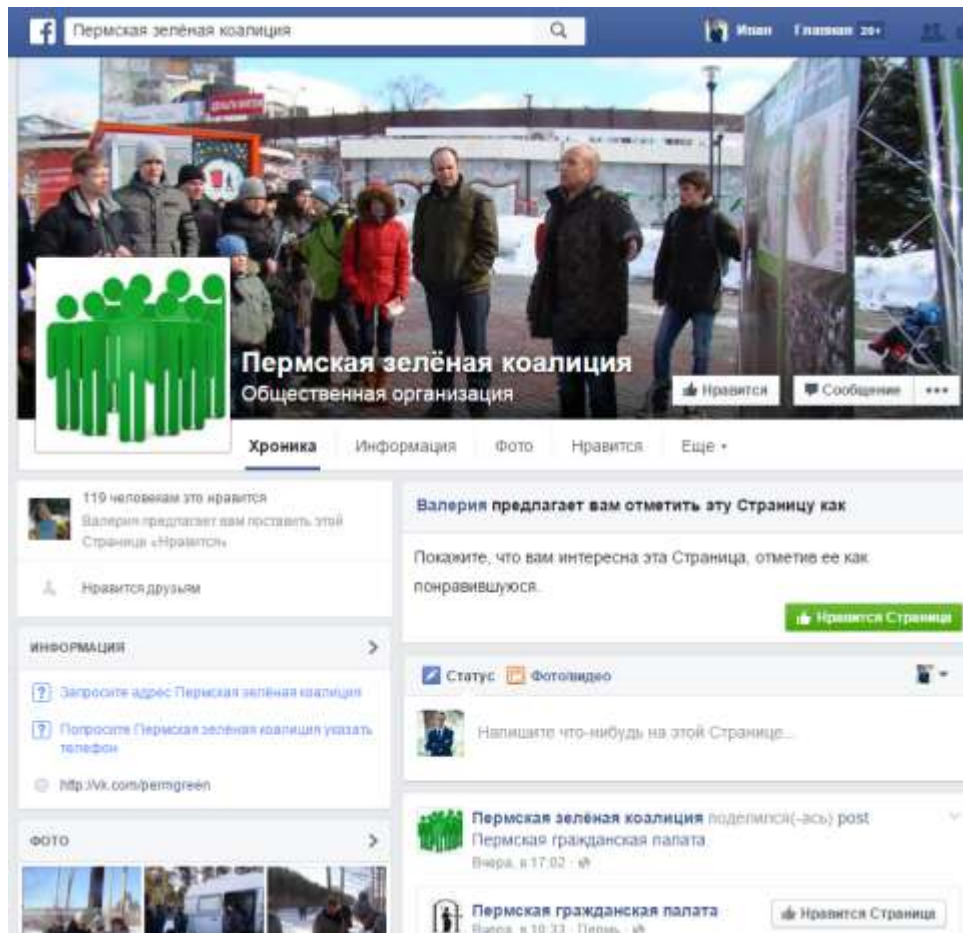 Пермская зелёная коалиция
Иван Главная 20+
Пермская зелёная коалиция
Общественная организация
Нравится Сообщение
Хроника Информация Фото Нравится Еще
119 человекам это нравится
Валерия предлагает вам поставить этой
Странице «Нравится»
Нравится друзьям
ИНФОРМАЦИЯ
Запросите адрес Пермская зелёная коалиция
Попросите Пермская зелёная коалиция указать
телефон
http://vk.com/permgreen
ФОТО
Валерия предлагает вам отметить эту Страницу как
Покажите, что вам интересна эта Страница, отметив ее как
понравившуюся.
Нравится Страница
Статус Фото/видео
Напишите что-нибудь на этой Странице...
Пермская зелёная коалиция поделился(-ась) post
Пермская гражданская палата.
Вчера, в 17:02
Пермская гражданская палата
Нравится Страница
Вчера, в 10:33 · Пермь